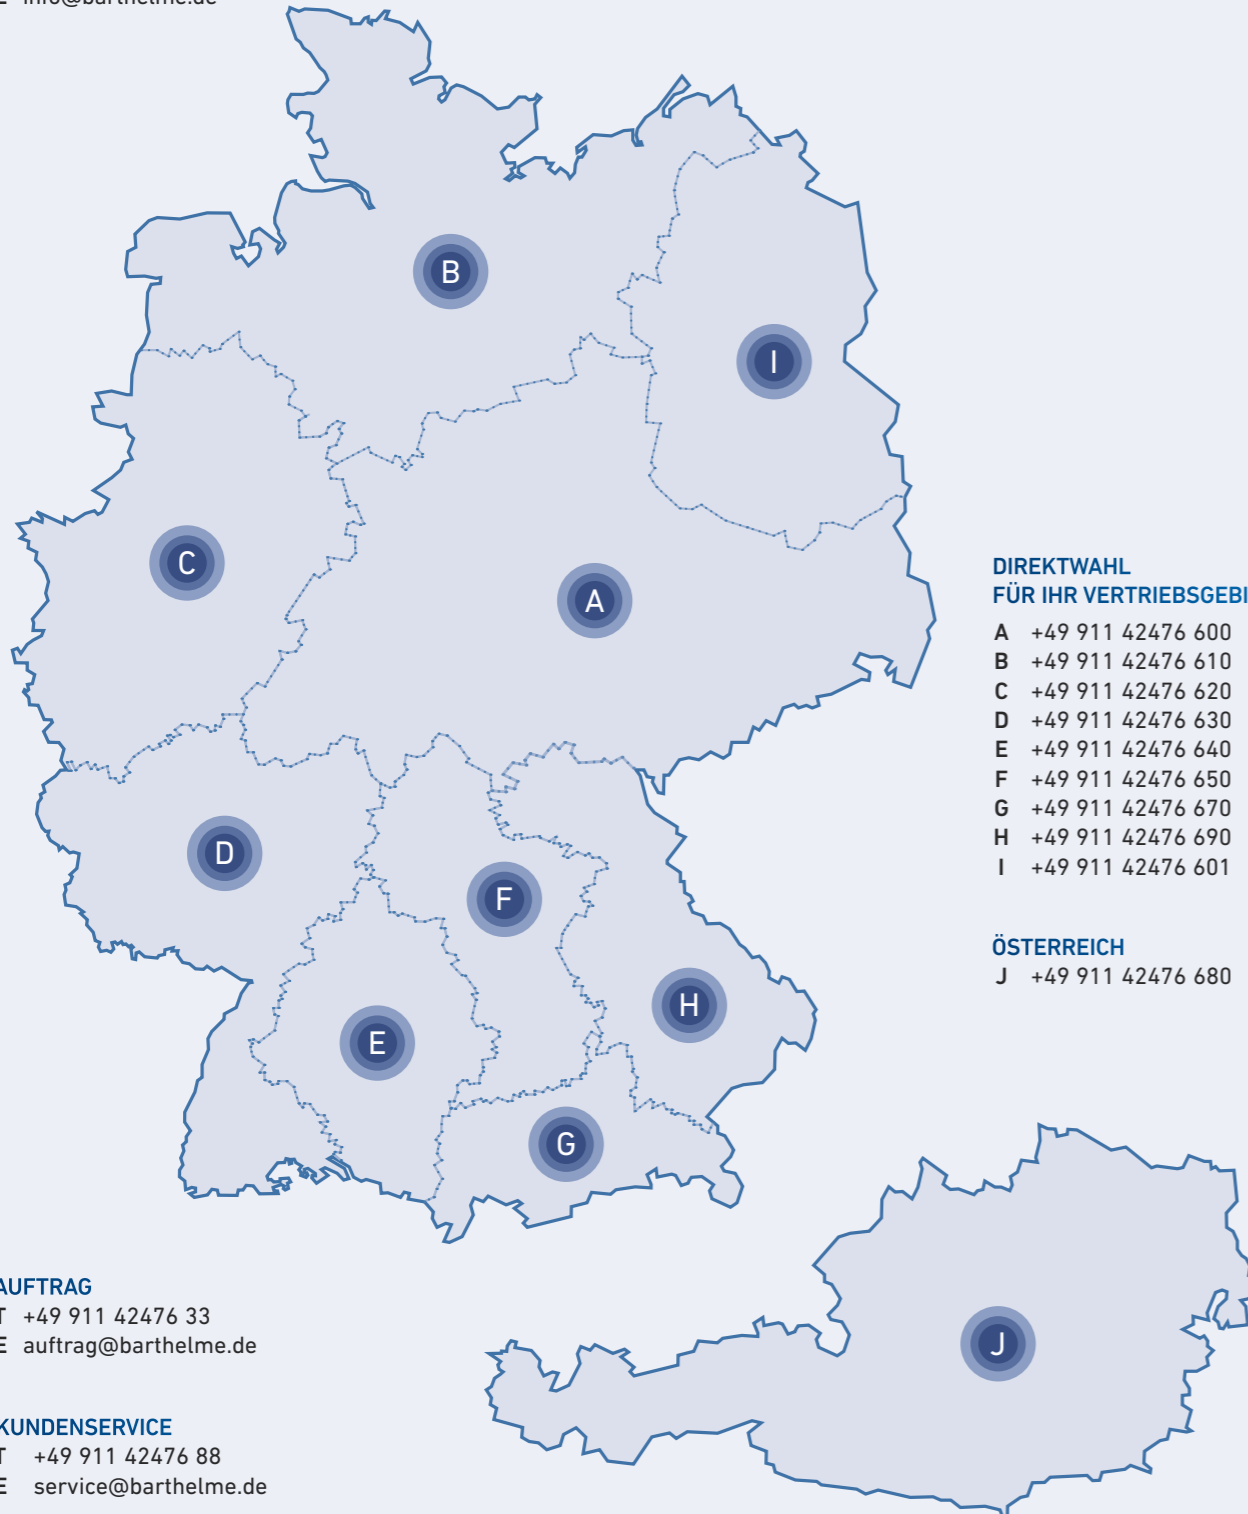 E info@barthelme.de
B
I
C
A
D
F
H
E
G
J
DIREKTWAHL
FÜR IHR VERTRIEBSGEBI
A +49 911 42476 600
B +49 911 42476 610
C +49 911 42476 620
D +49 911 42476 630
E +49 911 42476 640
F +49 911 42476 650
G +49 911 42476 670
H +49 911 42476 690
I +49 911 42476 601
ÖSTERREICH
J +49 911 42476 680
AUFTRAG
T +49 911 42476 33
E auftrag@barthelme.de
KUNDENSERVICE
T +49 911 42476 88
E service@barthelme.de